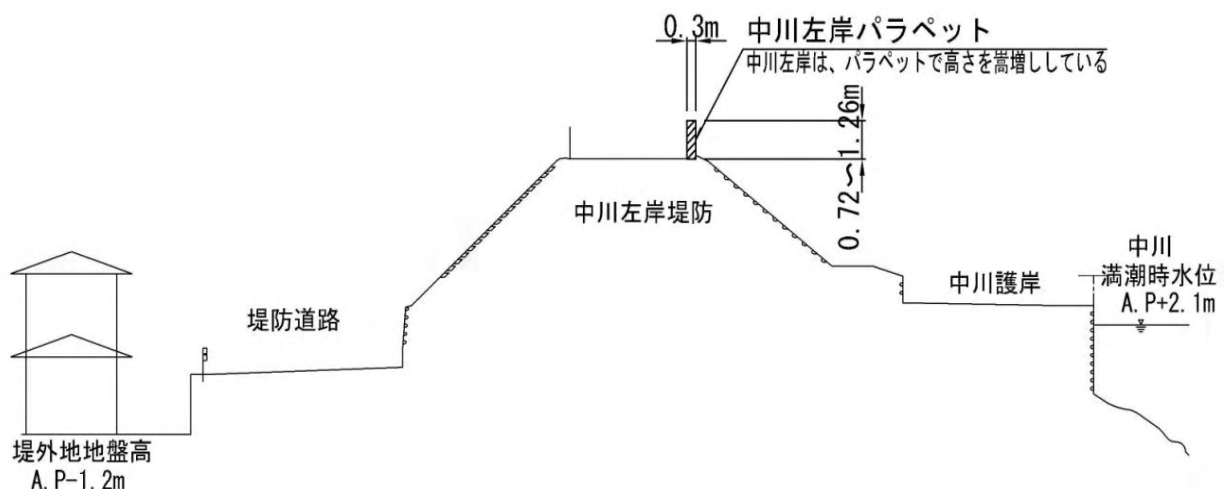 0.3m
中川左岸パラペット
中川左岸は、パラペットで高さを嵩増ししている
0.72～1.26m
中川左岸堤防
中川
満潮時水位
A.P+2.1m
中川護岸
堤防道路
堤外地地盤高
A.P-1.2m